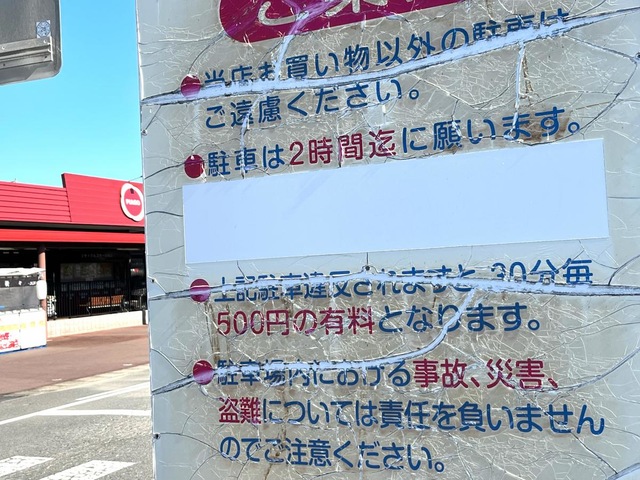 当店お買い物以外の駐車は
ご遠慮ください。
駐車は2時間迄に願います。
上記駐車違反されますと 30分毎
500円の有料となります。
駐車場内における事故、災害、
盗難については責任を負いません
のでご注意ください。